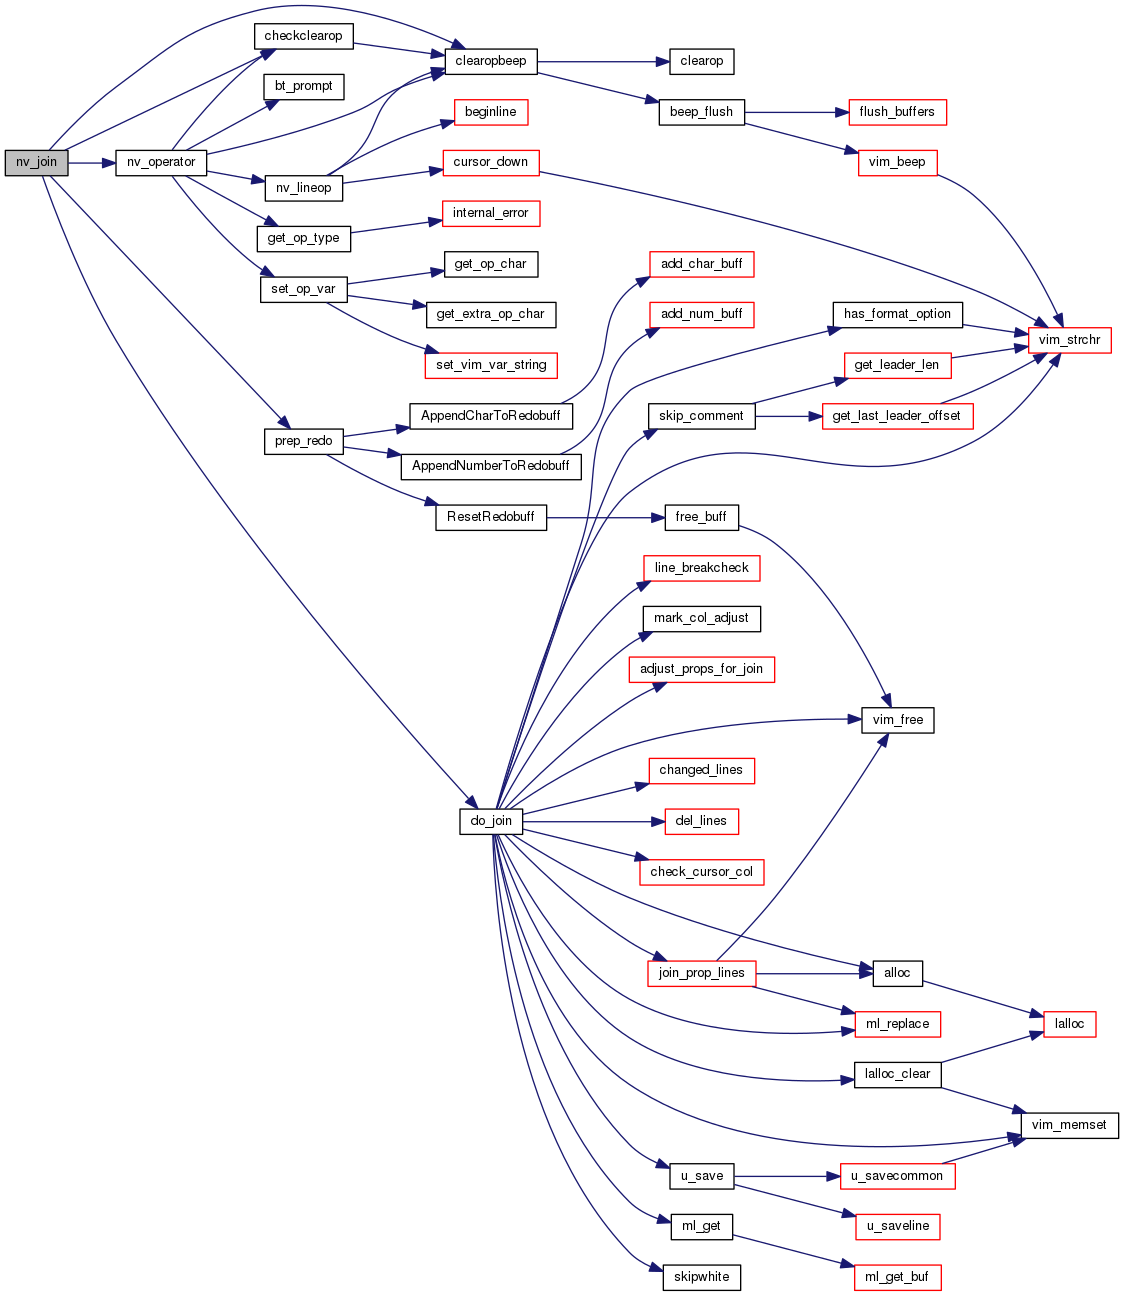 nv_join
checkclearop
bt_prompt
nv_operator
nv_lineop
get_op_type
set_op_var
prep_redo
clearopbeep
beginline
cursor_down
internal_error
get_op_char
get_extra_op_char
set_vim_var_string
AppendCharToRedobuff
AppendNumberToRedobuff
ResetRedobuff
do_join
clearop
beep_flush
add_char_buff
add_num_buff
skip_comment
free_buff
line_breakcheck
mark_col_adjust
adjust_props_for_join
changed_lines
del_lines
check_cursor_col
join_prop_lines
u_save
ml_get
skipwhite
flush_buffers
vim_beep
has_format_option
get_leader_len
get_last_leader_offset
vim_free
alloc
ml_replace
lalloc_clear
u_savecommon
u_saveline
ml_get_buf
vim_strchr
lalloc
vim_memset